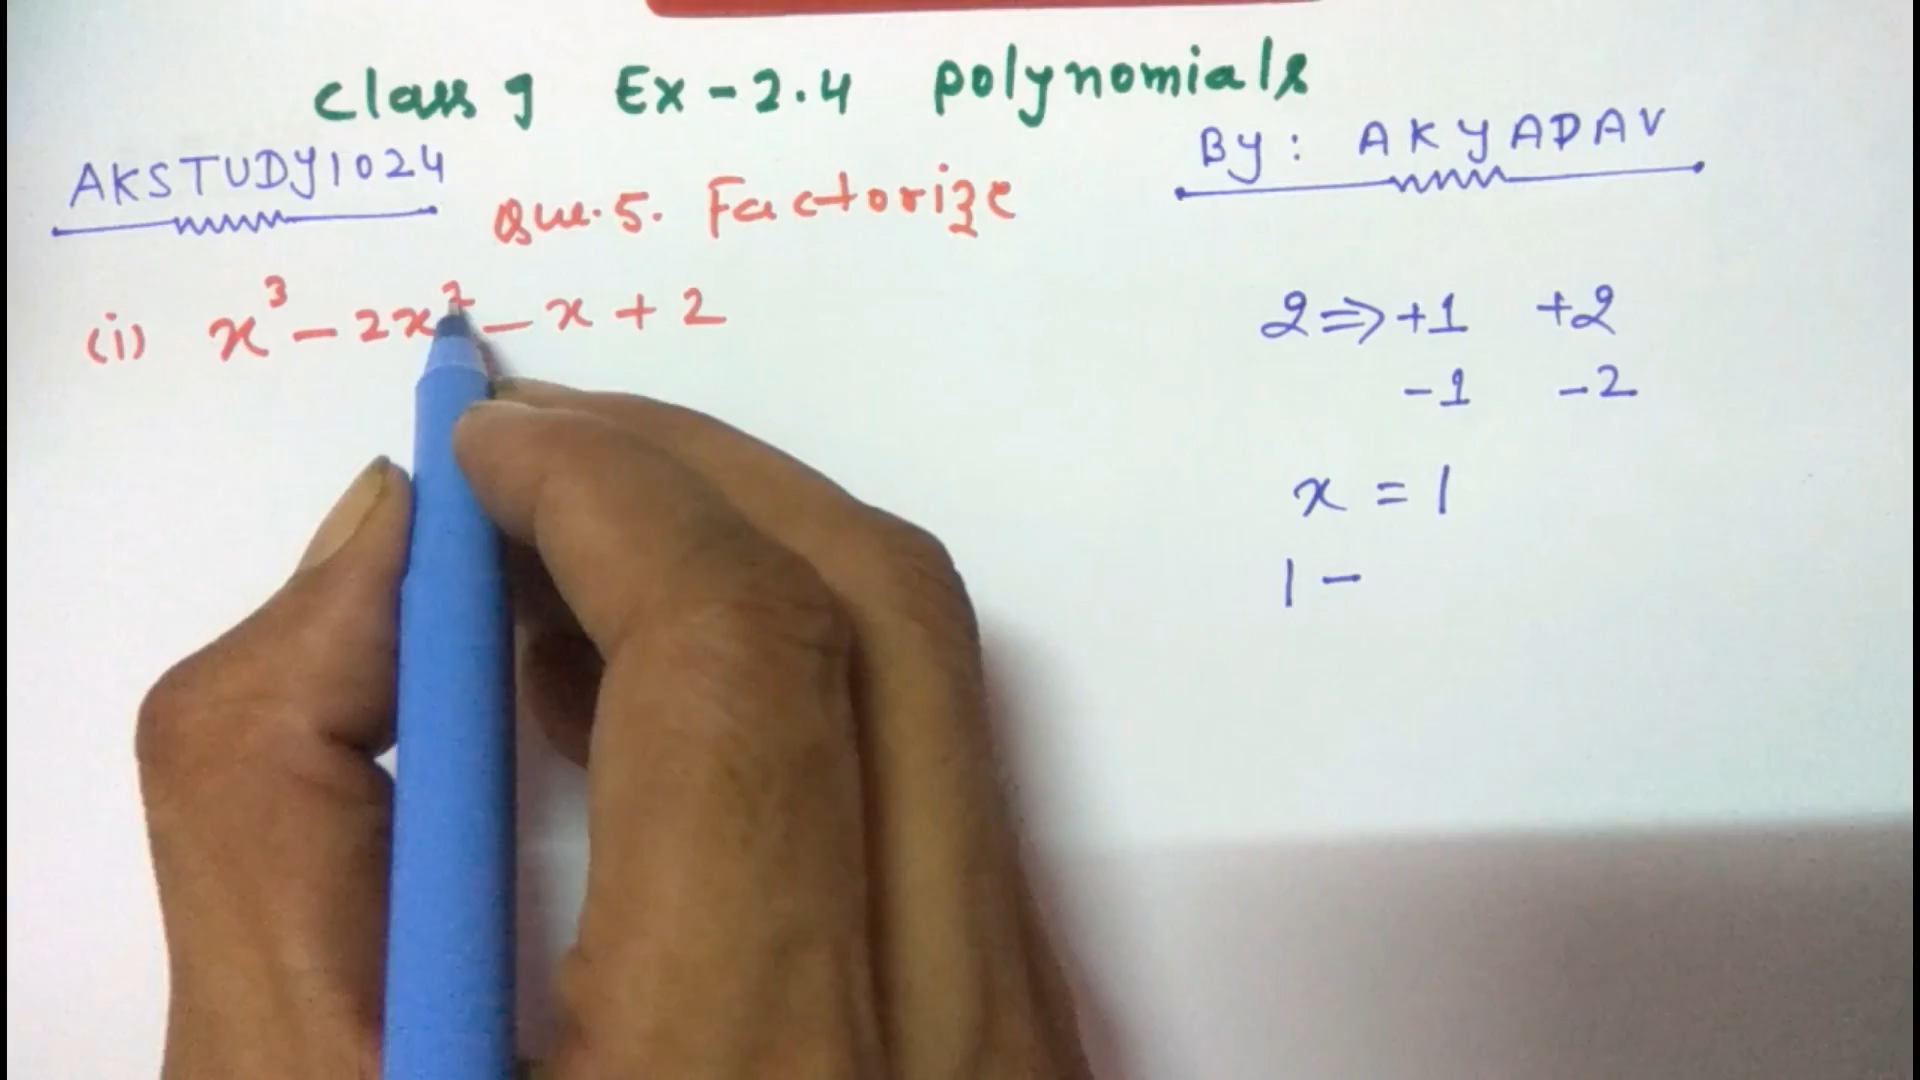 Class 9 Ex-2.4 polynomials
AKSTUDY1024
BY: AKYADAV
Que.5. Factorize
(i) x³ - 2x² - x + 2
2 ⇒ +1 +2
-1 -2
x = 1
1 -